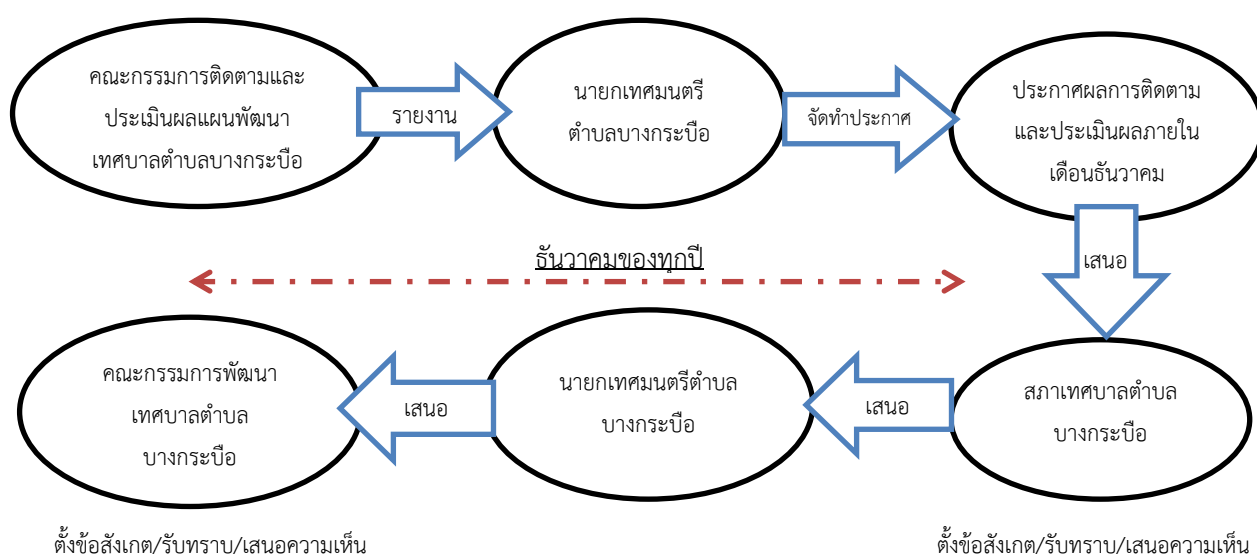 คณะกรรมการติดตามและ
ประเมินผลแผนพัฒนา
เทศบาลตำบลบางกระบือ
รายงาน
นายกเทศมนตรี
ตำบลบางกระบือ
จัดทำประกาศ
ประกาศผลการติดตาม
และประเมินผลภายใน
เดือนธันวาคม
เสนอ
ธันวาคมของทุกปี
สภาเทศบาลตำบล
บางกระบือ
เสนอ
นายกเทศมนตรีตำบล
บางกระบือ
เสนอ
คณะกรรมการพัฒนา
เทศบาลตำบล
บางกระบือ
ตั้งข้อสังเกต/รับทราบ/เสนอความเห็น
ตั้งข้อสังเกต/รับทราบ/เสนอความเห็น